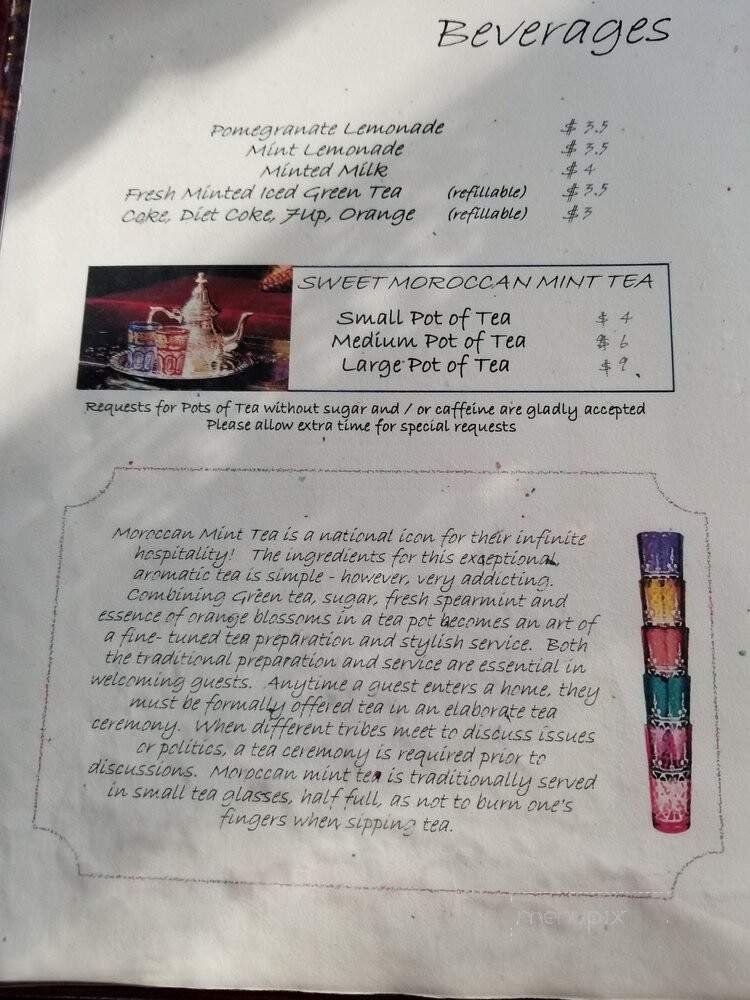 Beverages
Pomegranate Lemonade $ 3.5
Mint Lemonade $ 3.5
Minted Milk $ 4
Fresh Minted Iced Green Tea (refillable) $ 3.5
Coke, Diet Coke, 7Up, Orange (refillable) $ 3
SWEET MOROCCAN MINT TEA
Small Pot of Tea $ 4
Medium Pot of Tea $ 6
Large Pot of Tea $ 9
Requests for Pots of Tea without sugar and / or caffeine are gladly accepted
Please allow extra time for special requests
Moroccan Mint Tea is a national icon for their infinite
hospitality! The ingredients for this exceptional,
aromatic tea is simple - however, very addicting.
Combining Green tea, sugar, fresh spearmint and
essence of orange blossoms in a tea pot becomes an art of
a fine-tuned tea preparation and stylish service. Both
the traditional preparation and service are essential in
welcoming guests. Anytime a guest enters a home, they
must be formally offered tea in an elaborate tea
ceremony. When different tribes meet to discuss issues
or politics, a tea ceremony is required prior to
discussions. Moroccan mint tea is traditionally served
in small tea glasses, half full, as not to burn one's
fingers when sipping tea.
menupix